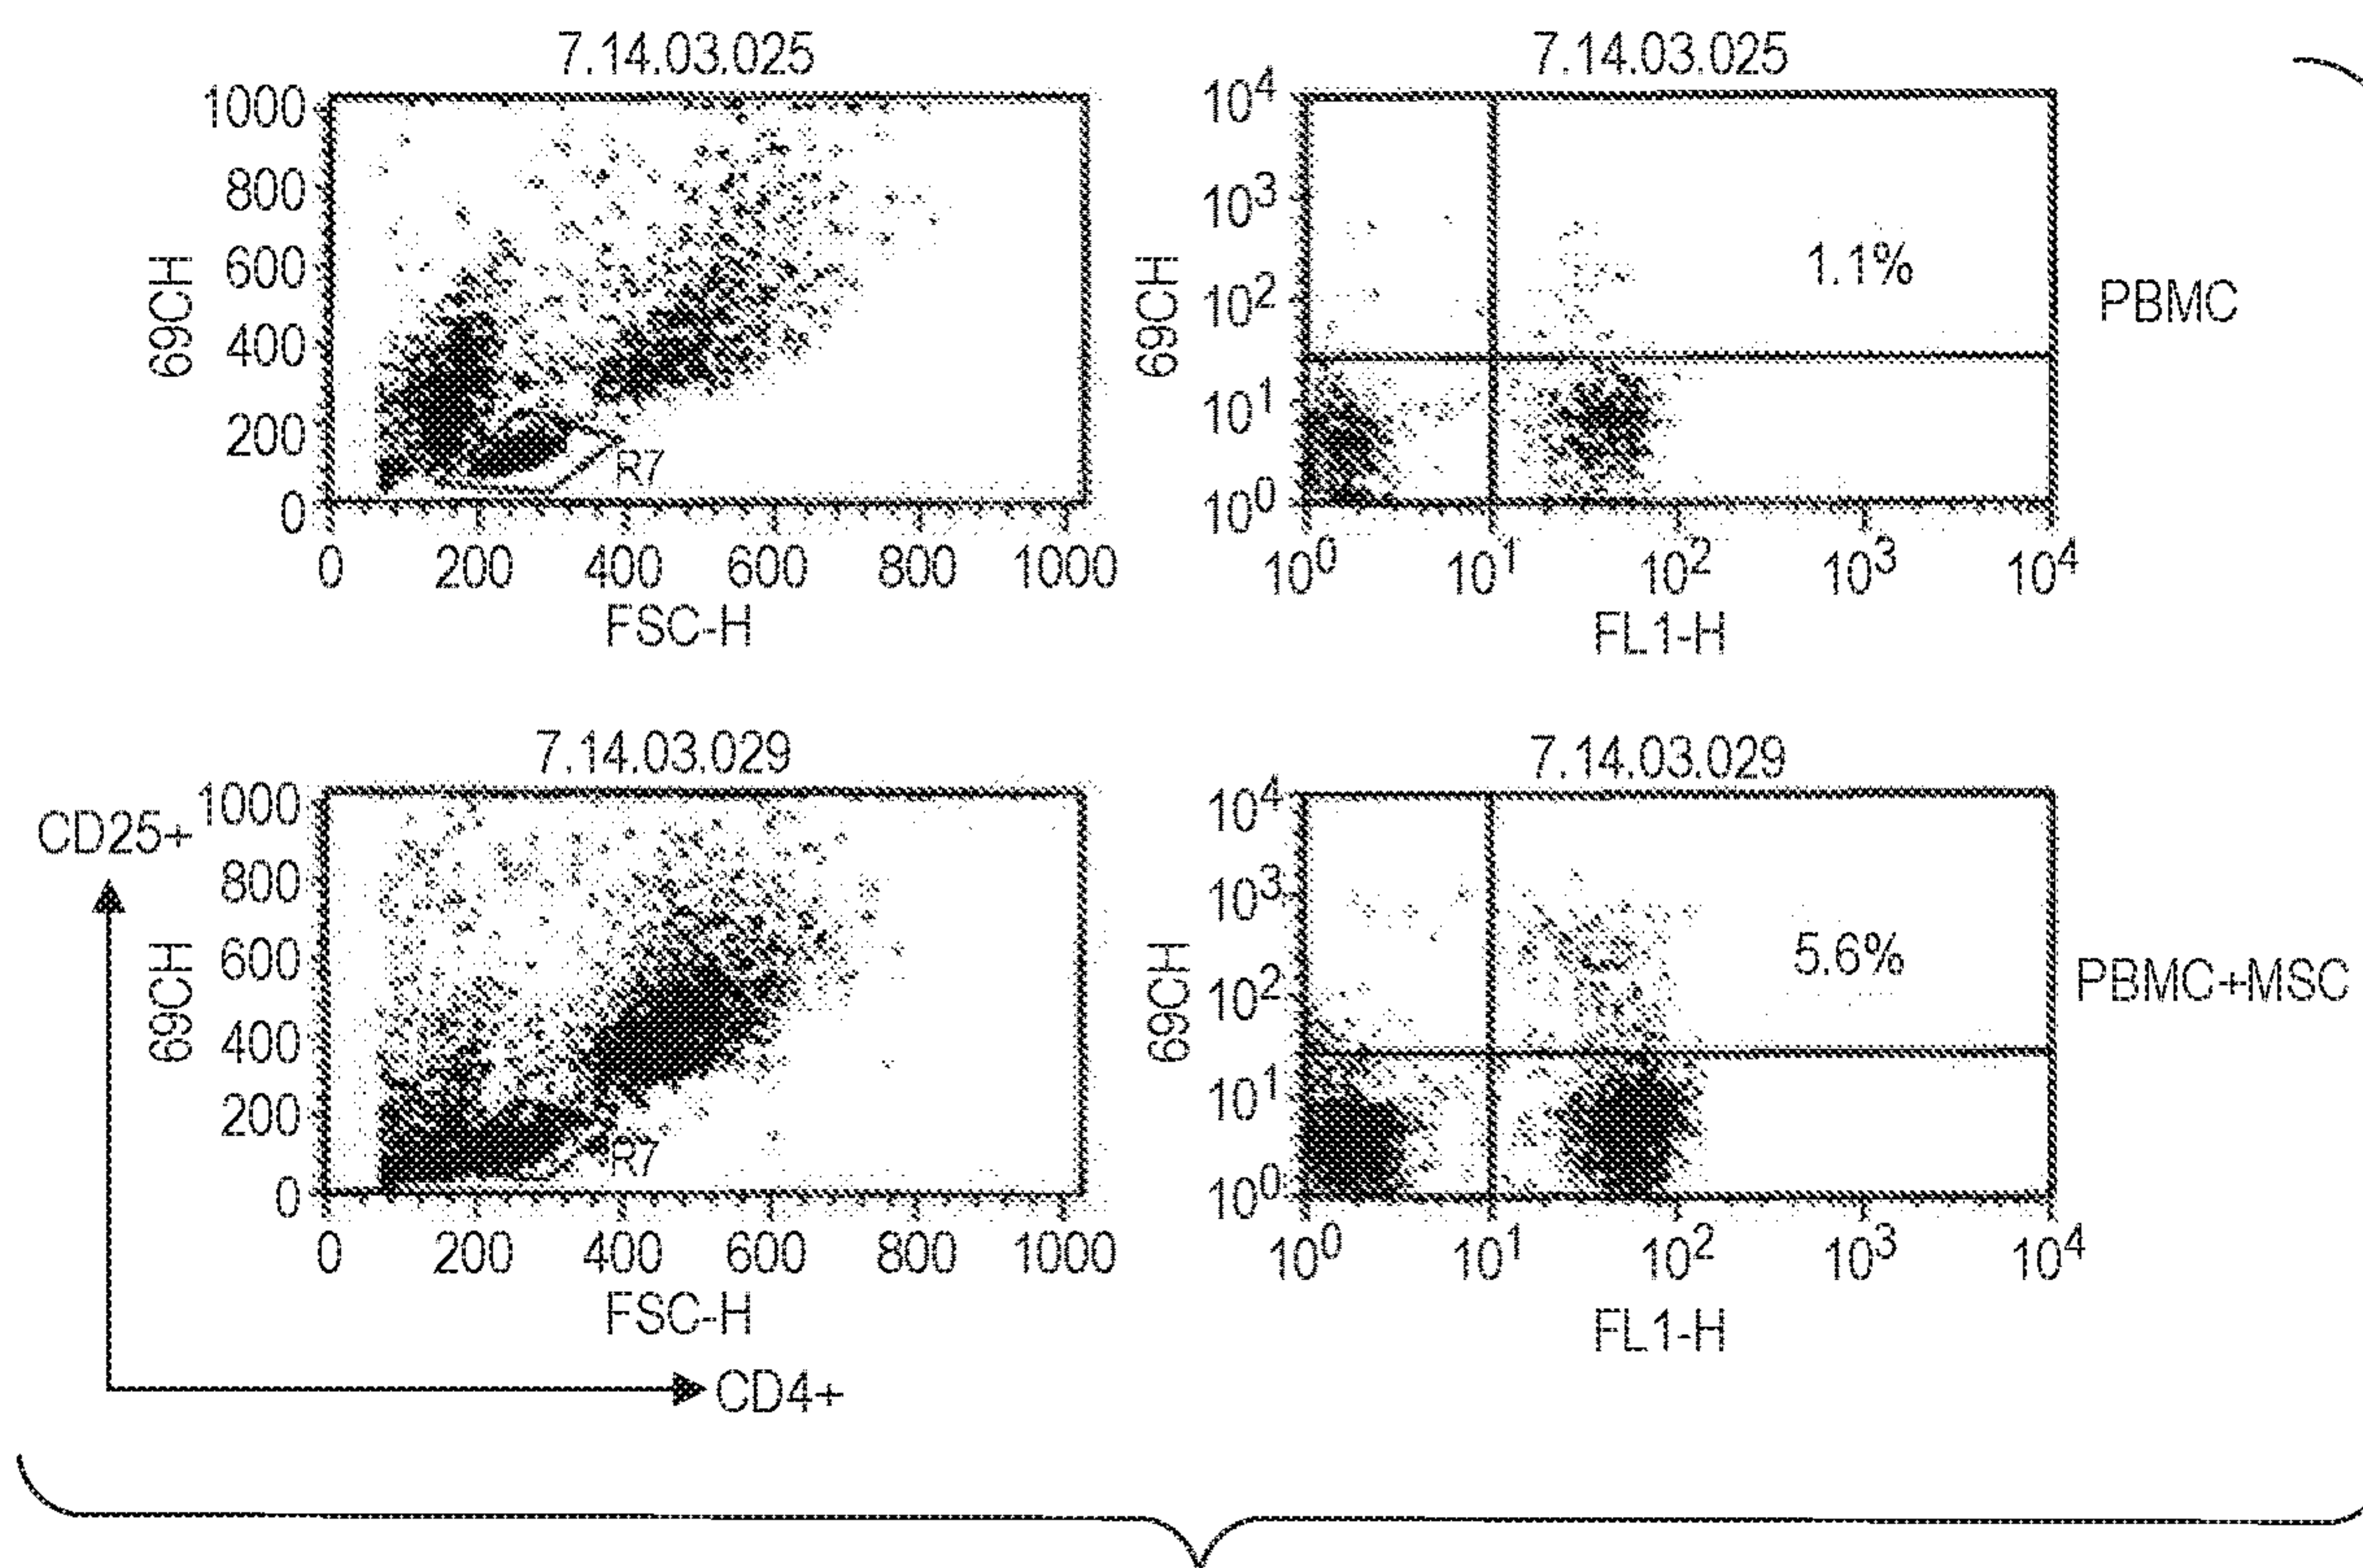 7.14.03.025
69CH
1000
800
600
400
200
0
R7
0 200 400 600 800 1000
FSC-H
7.14.03.025
69CH
10⁴
10³
10²
10¹
10⁰
1.1%
10⁰ 10¹ 10² 10³ 10⁴
FL1-H
PBMC
7.14.03.029
CD25+
69CH
1000
800
600
400
200
0
R7
0 200 400 600 800 1000
FSC-H
CD4+
7.14.03.029
69CH
10⁴
10³
10²
10¹
10⁰
5.6%
10⁰ 10¹ 10² 10³ 10⁴
FL1-H
PBMC+MSC